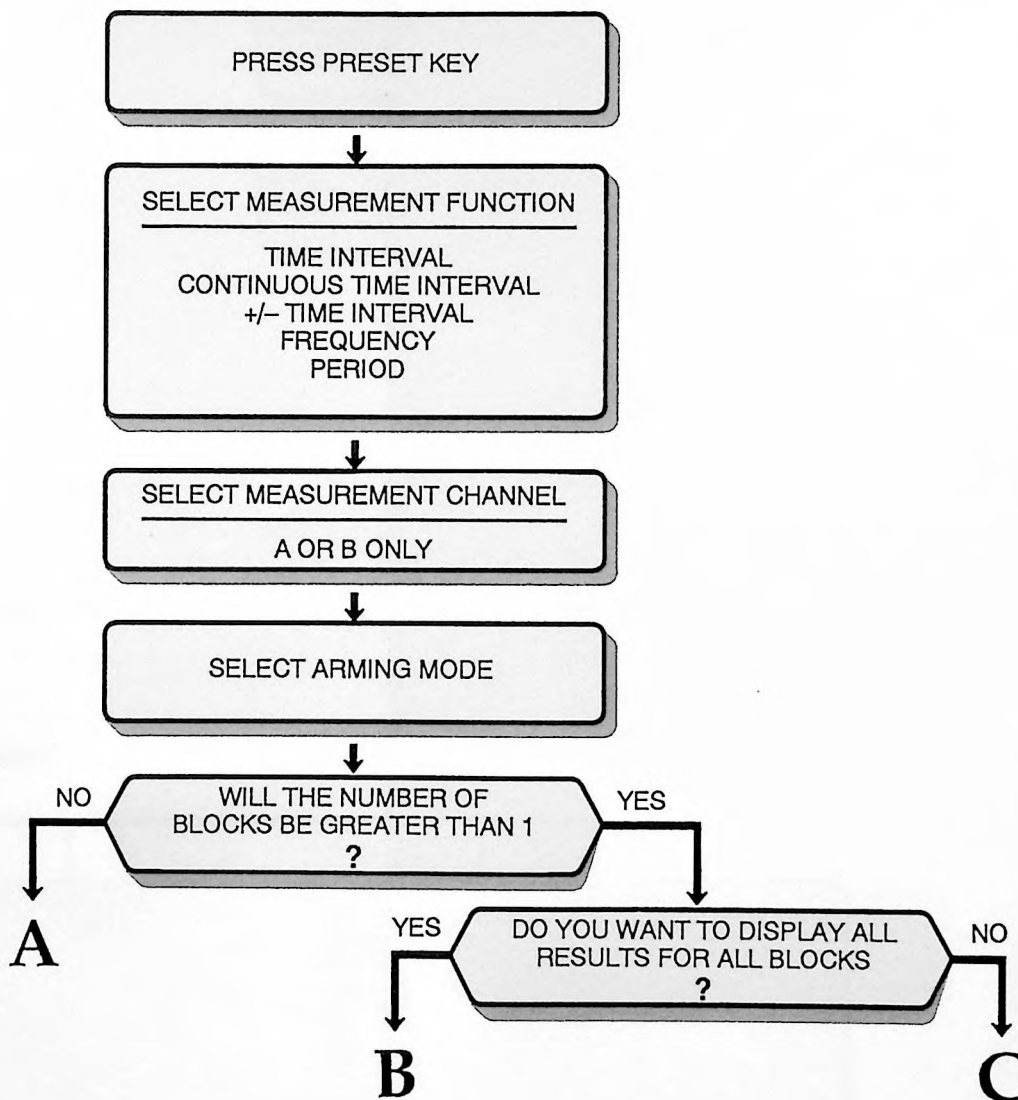 PRESS PRESET KEY
SELECT MEASUREMENT FUNCTION
TIME INTERVAL
CONTINUOUS TIME INTERVAL
+/– TIME INTERVAL
FREQUENCY
PERIOD
SELECT MEASUREMENT CHANNEL
A OR B ONLY
SELECT ARMING MODE
NO
WILL THE NUMBER OF
BLOCKS BE GREATER THAN 1
?
YES
A
YES
DO YOU WANT TO DISPLAY ALL
RESULTS FOR ALL BLOCKS
?
NO
B
C